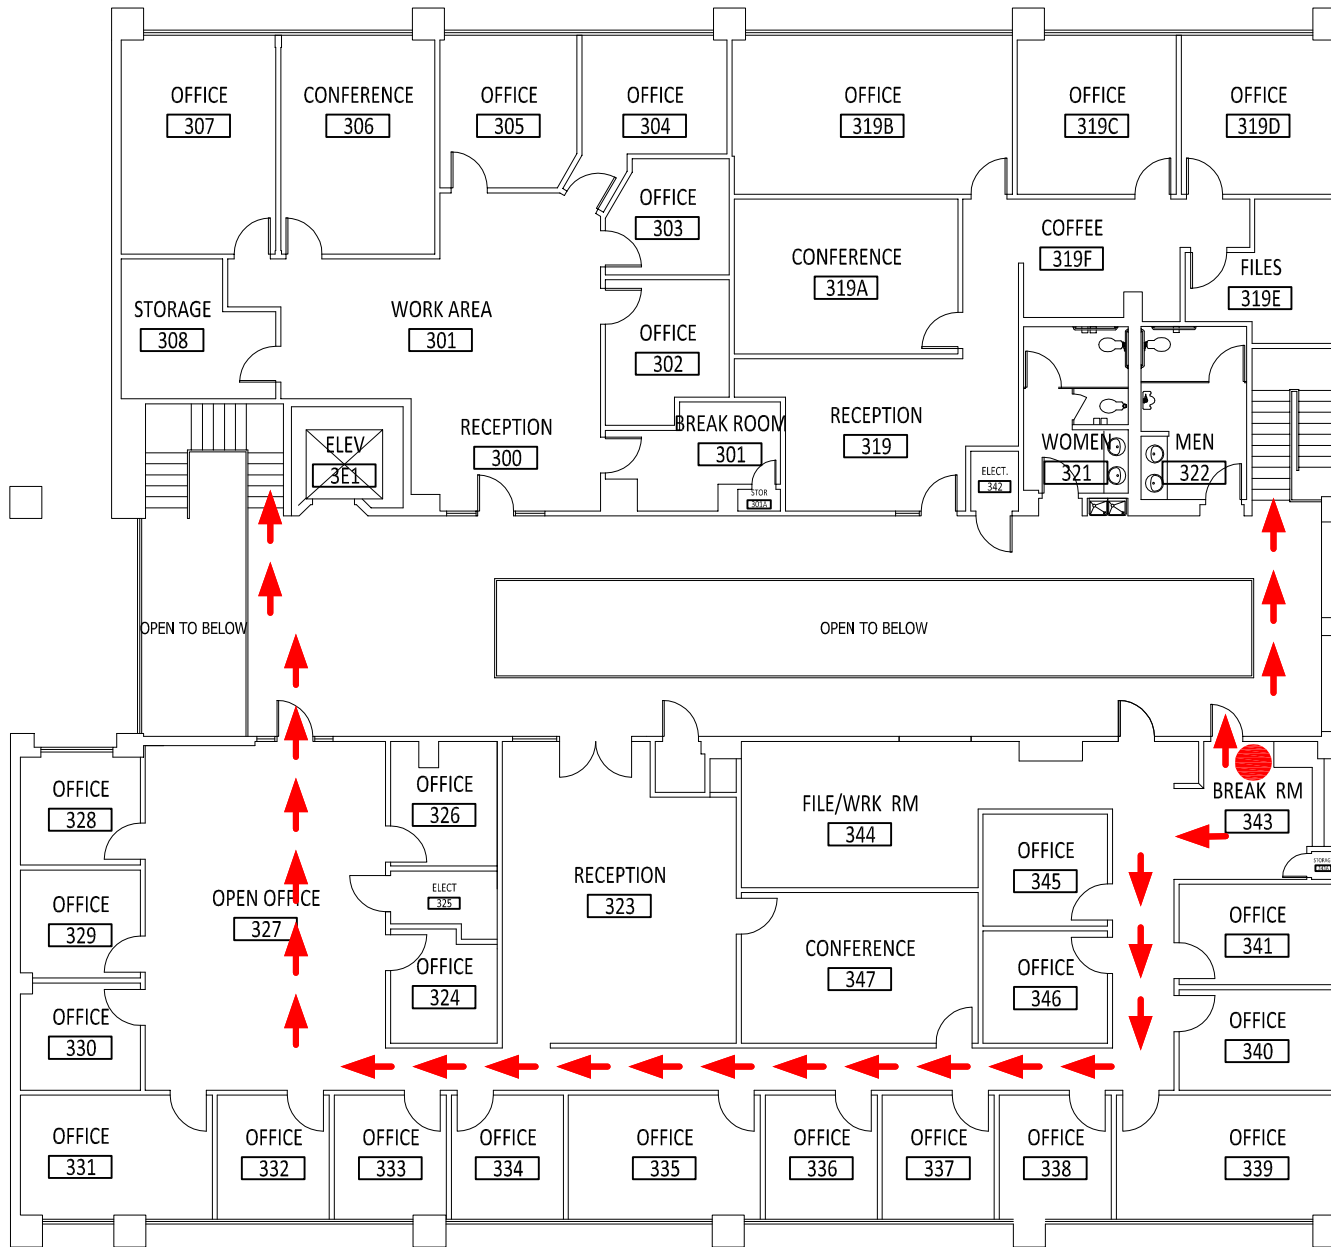 OFFICE
307
CONFERENCE
306
OFFICE
305
OFFICE
304
OFFICE
319B
OFFICE
319C
OFFICE
319D
OFFICE
303
COFFEE
319F
CONFERENCE
319A
FILES
319E
STORAGE
308
WORK AREA
301
OFFICE
302
RECEPTION
300
BREAK ROOM
301
RECEPTION
319
ELEV
3E1
STOR
301A
ELECT.
342
WOMEN
321
MEN
322
OPEN TO BELOW
OPEN TO BELOW
OFFICE
328
OFFICE
326
FILE/WRK RM
344
BREAK RM
343
OFFICE
345
STORAGE
OFFICE
329
OPEN OFFICE
327
ELECT
325
RECEPTION
323
OFFICE
341
OFFICE
324
CONFERENCE
347
OFFICE
346
OFFICE
330
OFFICE
340
OFFICE
331
OFFICE
332
OFFICE
333
OFFICE
334
OFFICE
335
OFFICE
336
OFFICE
337
OFFICE
338
OFFICE
339